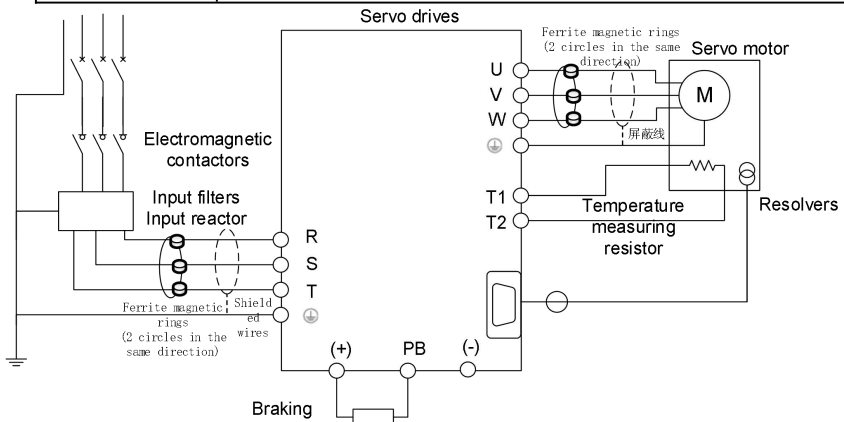 Servo drives
Ferrite magnetic rings
(2 circles in the same
direction)
Servo motor
U
V
W
M
屏蔽线
Electromagnetic
contactors
Input filters
Input reactor
T1
T2
Temperature
measuring
resistor
Resolvers
R
S
T
Ferrite magnetic
rings
(2 circles in the
same direction)
Shield
ed
wires
(+)
PB
(-)
Braking